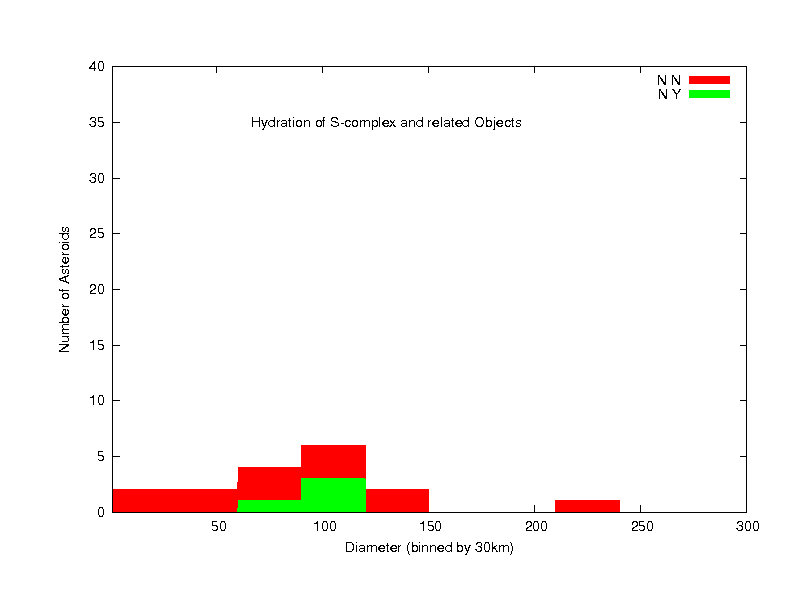 40
N N
N Y
35
Hydration of S-complex and related Objects
30
25
Number of Asteroids
20
15
10
5
0
50 100 150 200 250 300
Diameter (binned by 30km)